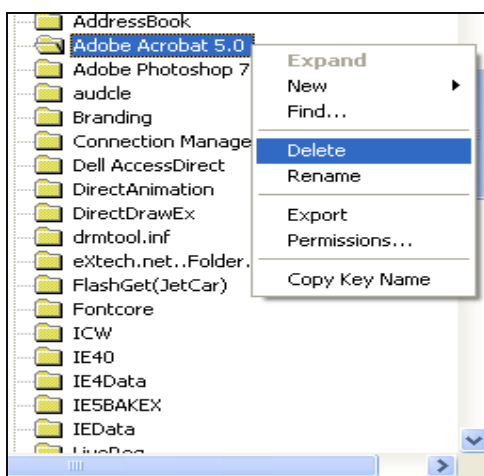 AddressBook
Adobe Acrobat 5.0
Adobe Photoshop 7
audcle
Branding
Connection Manage
Dell AccessDirect
DirectAnimation
DirectDrawEx
drmtool.inf
eXtech.net..Folder.
FlashGet(JetCar)
Fontcore
ICW
IE40
IE4Data
IE5BAKEX
IEData
Expand
New
Find...
Delete
Rename
Export
Permissions...
Copy Key Name